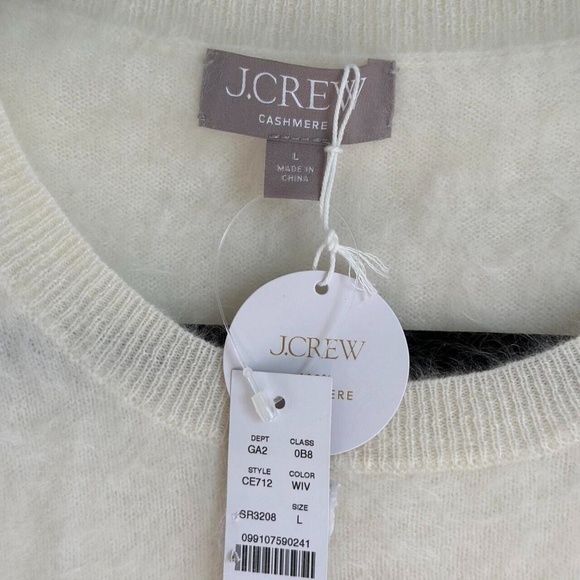 J.CREW
CASHMERE
L
MADE IN
CHINA
J.CREW
DEPT CLASS
GA2 0B8
STYLE COLOR
CE712 WIV
SIZE
SR3208 L
099107590241